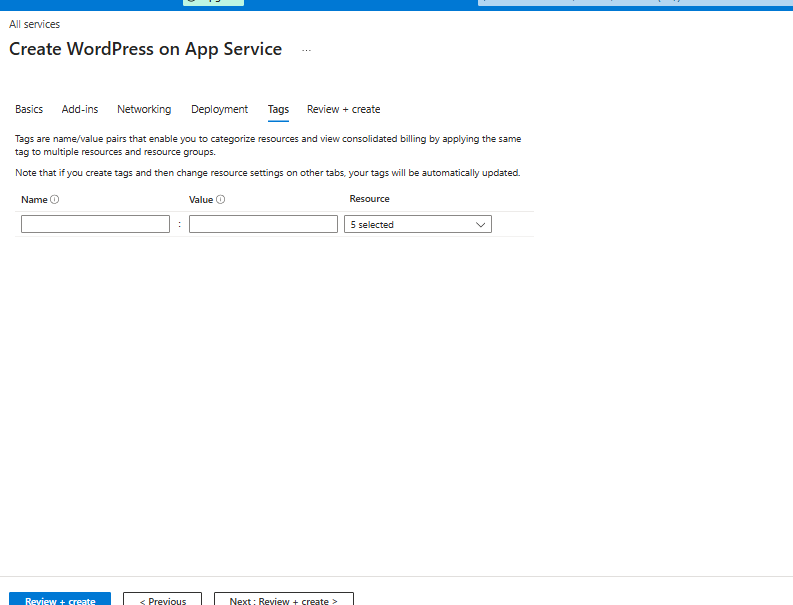 All services
Create WordPress on App Service ...
Basics Add-ins Networking Deployment Tags Review + create
Tags are name/value pairs that enable you to categorize resources and view consolidated billing by applying the same
tag to multiple resources and resource groups.
Note that if you create tags and then change resource settings on other tabs, your tags will be automatically updated.
Name Value Resource
: 5 selected
Review + create < Previous Next : Review + create >